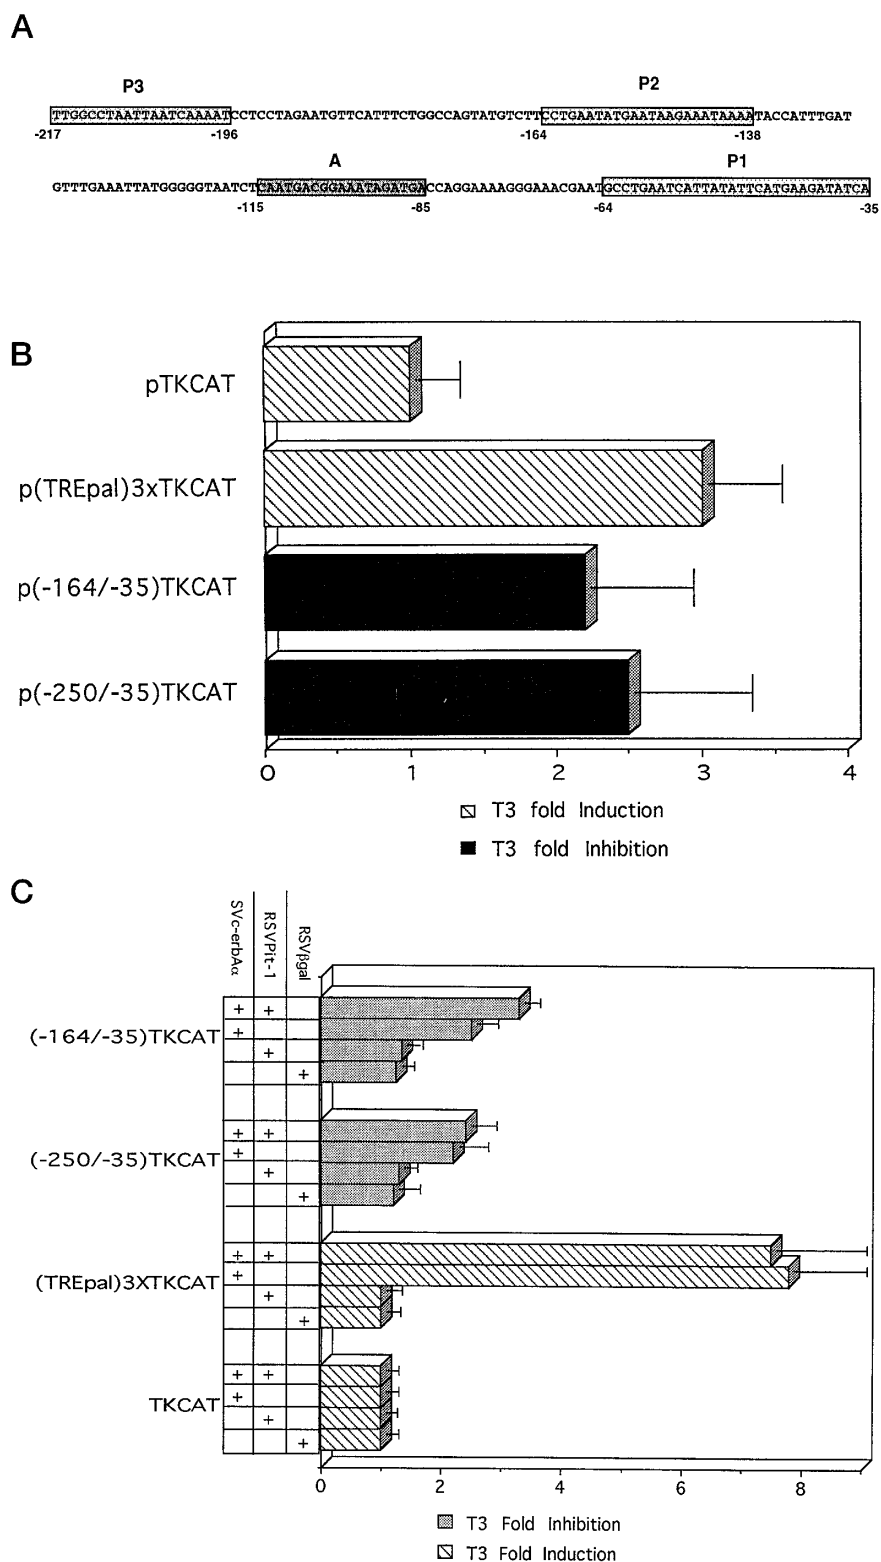 A
P3 P2
TTGGCCTAATTAATCAAAATCCTCCTAGAATGTTCATTTCTGGCCAGTATGTCTTCCTGAATATGAATAAGAAATAAAATACCATTTGAT
-217 -196 -164 -138
A P1
GTTTGAAATTATGGGGGTAATCTCAATGACGGAAATAGATGACCAGGAAAAGGGAAACGAATGCCTGAATCATTATATTCATGAAGATATCA
-115 -85 -64 -35
B
pTKCAT
p(TREpal)3xTKCAT
p(-164/-35)TKCAT
p(-250/-35)TKCAT
0 1 2 3 4
T3 fold Induction
T3 fold Inhibition
C
SVc-erbAα
RSVPit-1
RSVβgal
+ +
(-164/-35)TKCAT
+
+
+
+ +
(-250/-35)TKCAT
+
+
+
+ +
(TREpal)3XTKCAT
+
+
+
+ +
TKCAT
+
+
+
0 2 4 6 8
T3 Fold Inhibition
T3 Fold Induction